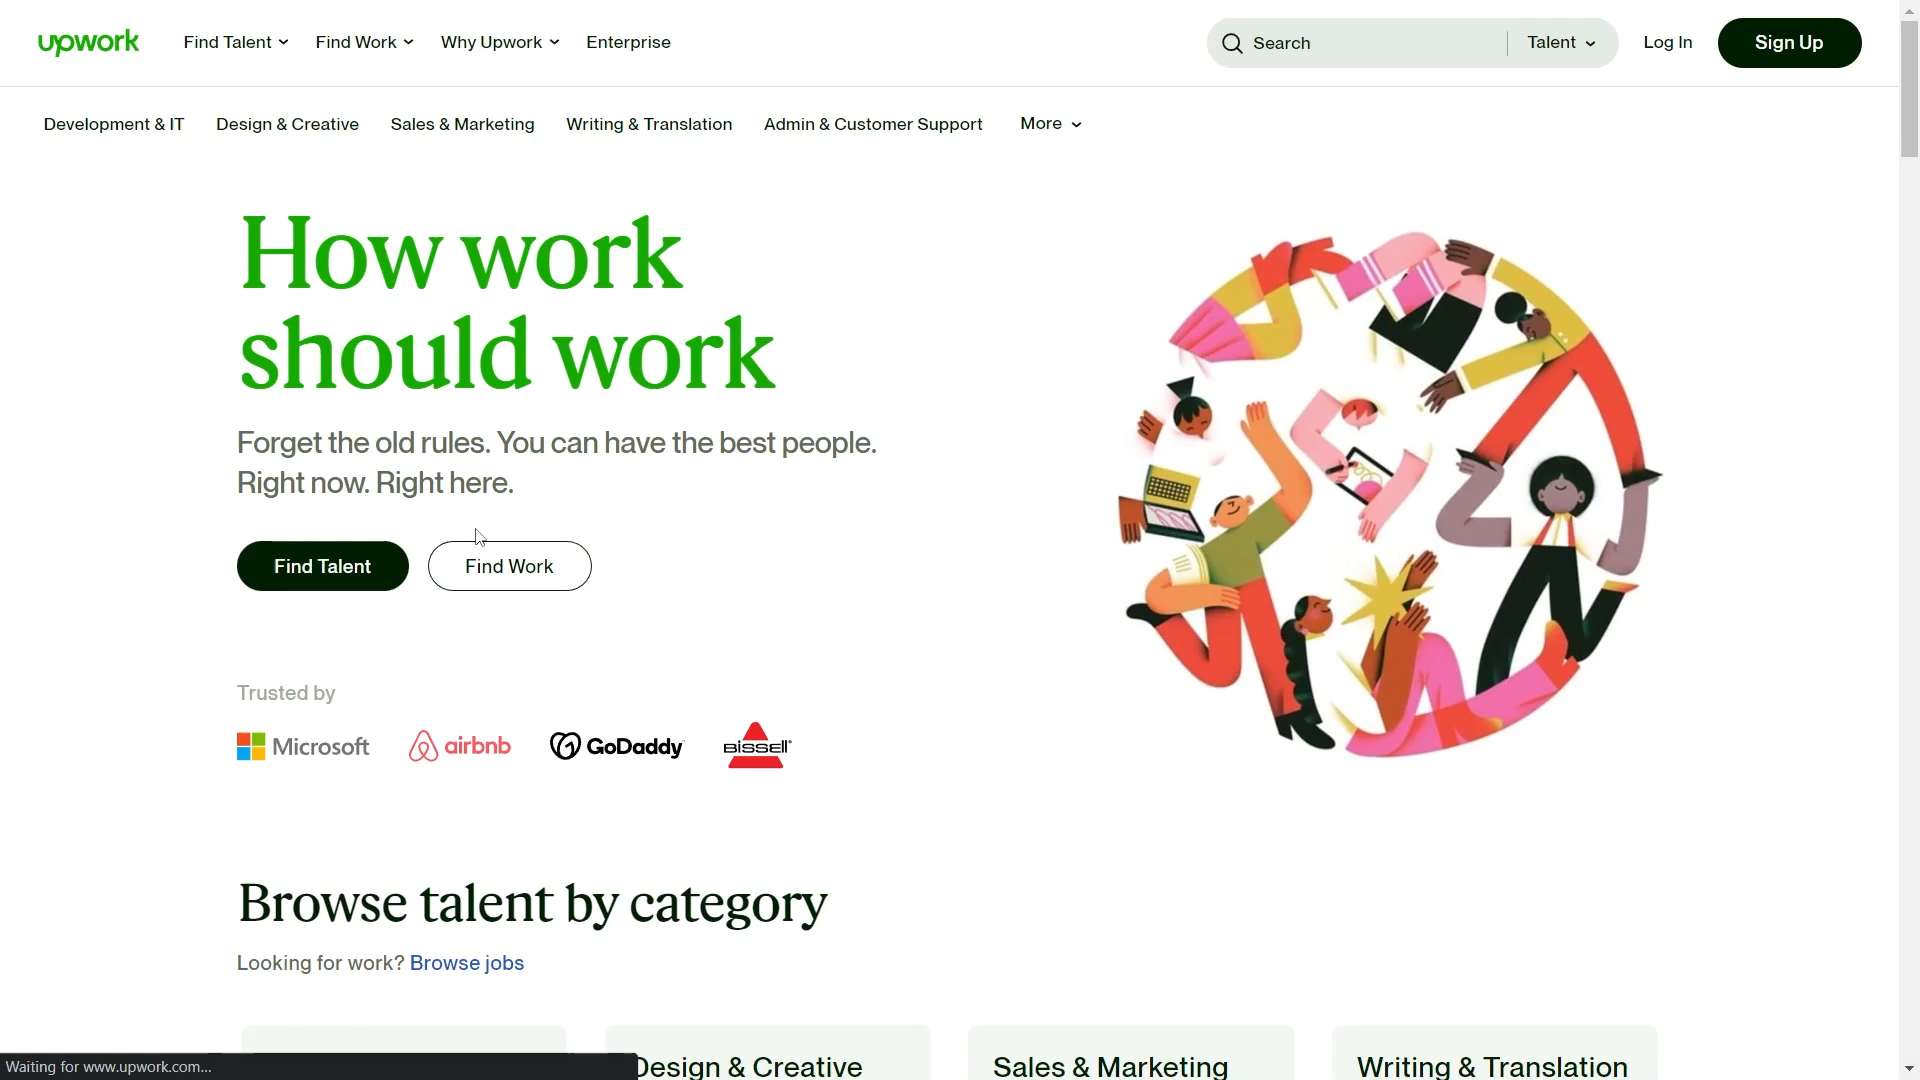 upwork
Find Talent
Find Work
Why Upwork
Enterprise
Search
Talent
Log In
Sign Up
Development & IT
Design & Creative
Sales & Marketing
Writing & Translation
Admin & Customer Support
More
How work
should work
Forget the old rules. You can have the best people.
Right now. Right here.
Find Talent
Find Work
Trusted by
Microsoft
airbnb
GoDaddy
BISSELL
Browse talent by category
Looking for work? Browse jobs
Design & Creative
Sales & Marketing
Writing & Translation
Waiting for www.upwork.com...